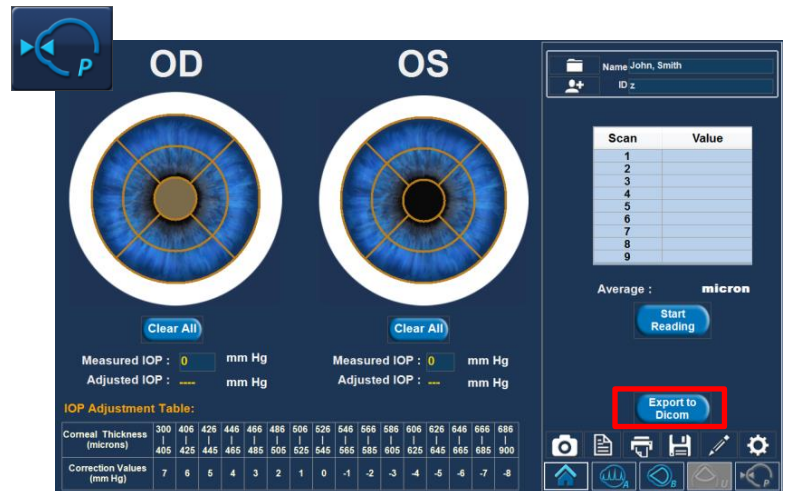 P
OD
OS
Name John, Smith
ID z
Scan Value
1
2
3
4
5
6
7
8
9
Average : micron
Start
Reading
Clear All
Clear All
Measured IOP : 0 mm Hg
Measured IOP : 0 mm Hg
Adjusted IOP : ---- mm Hg
Adjusted IOP : --- mm Hg
Export to
Dicom
IOP Adjustment Table:
Corneal Thickness (microns) 300 | 405 406 | 425 426 | 445 446 | 465 466 | 485 486 | 505 506 | 525 526 | 545 546 | 565 566 | 585 586 | 605 606 | 625 626 | 645 646 | 665 666 | 685 686 | 900
Correction Values (mm Hg) 7 6 5 4 3 2 1 0 -1 -2 -3 -4 -5 -6 -7 -8
A
B
U
P